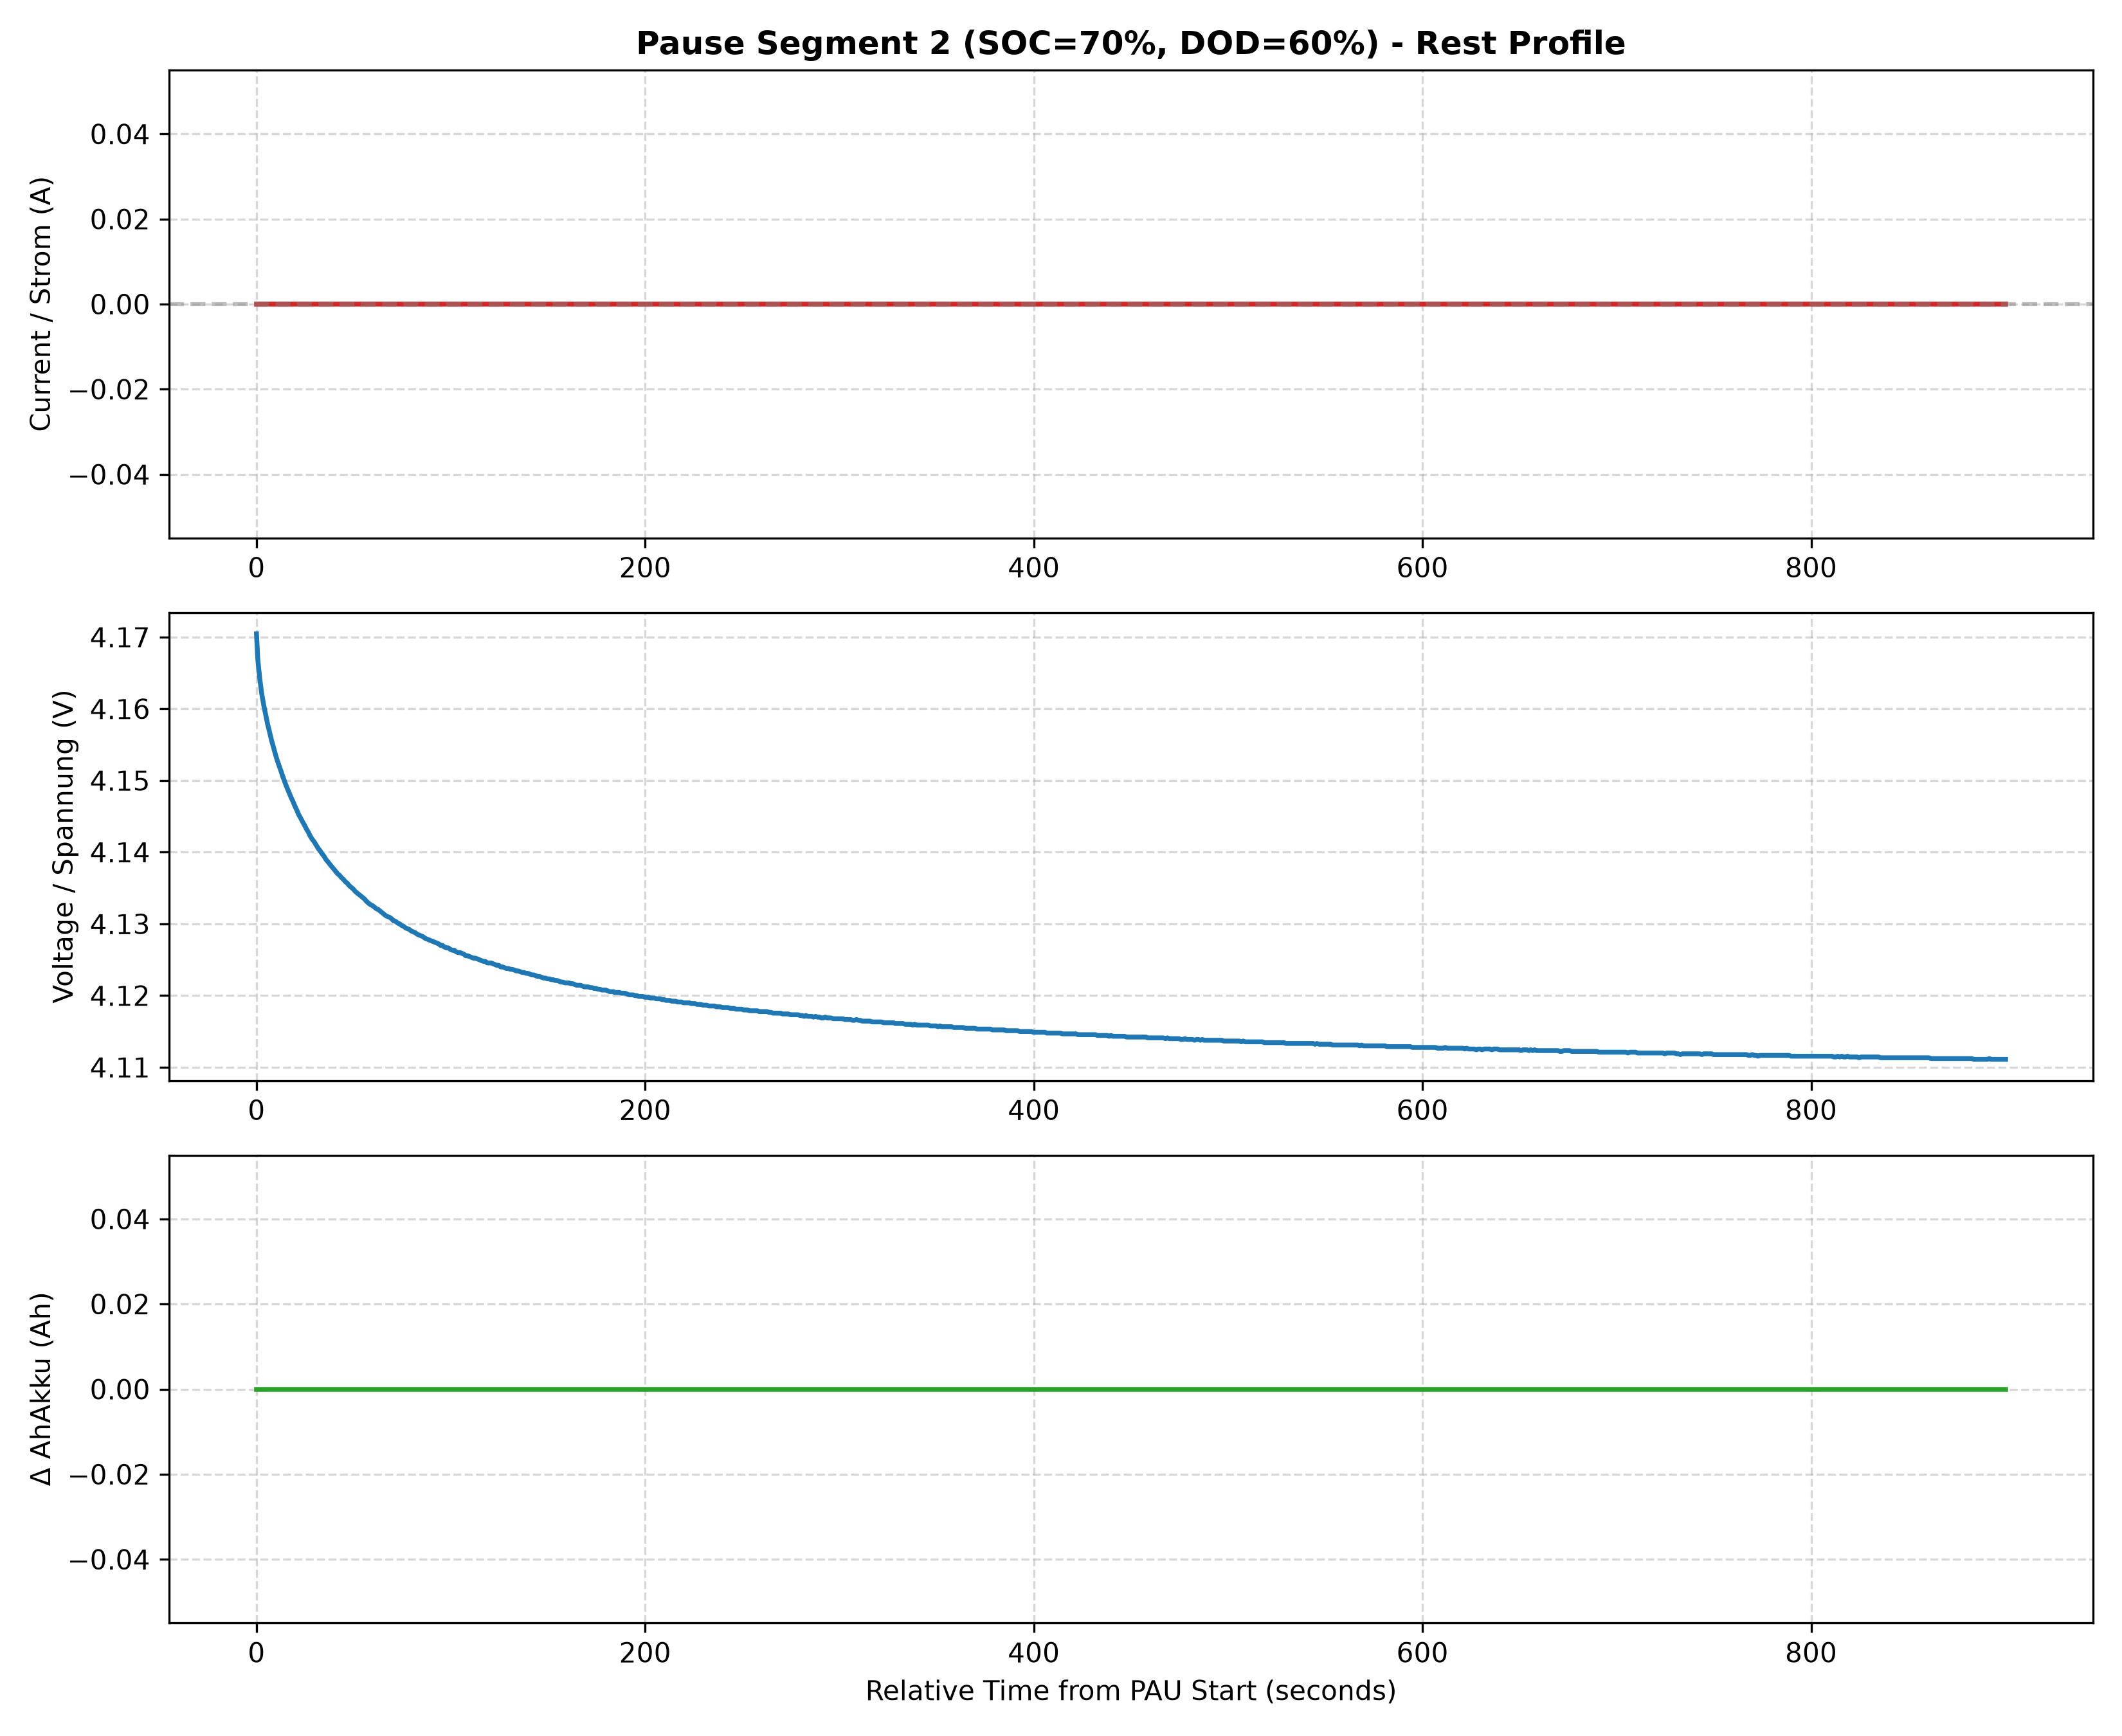 Pause Segment 2 (SOC=70%, DOD=60%) - Rest Profile
Current / Strom (A)
0.04
0.02
0.00
−0.02
−0.04
0 200 400 600 800
Voltage / Spannung (V)
4.17
4.16
4.15
4.14
4.13
4.12
4.11
0 200 400 600 800
Δ AhAkku (Ah)
0.04
0.02
0.00
−0.02
−0.04
0 200 400 600 800
Relative Time from PAU Start (seconds)